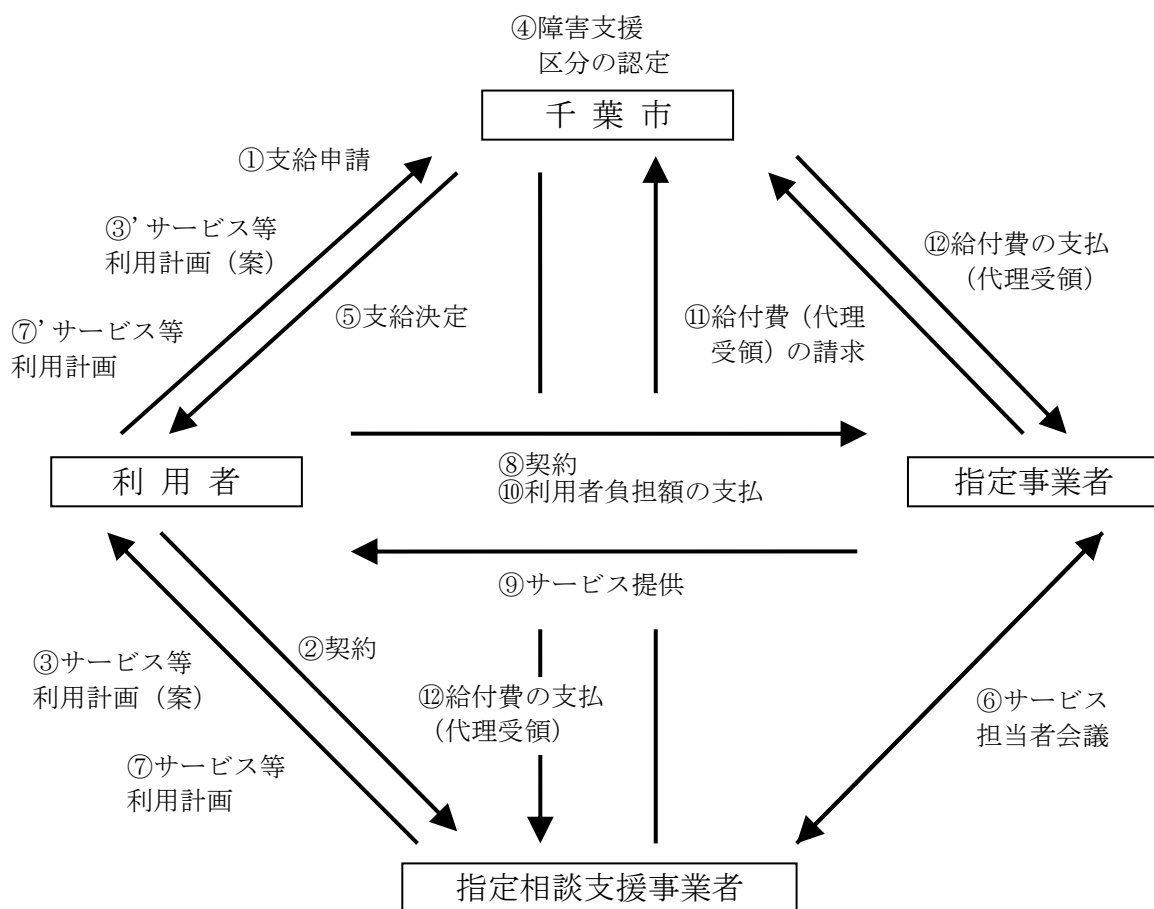 ④障害支援
区分の認定
千葉市
①支給申請
③’サービス等
利用計画（案）
⑫給付費の支払
（代理受領）
⑤支給決定
⑪給付費（代理
受領）の請求
⑦’サービス等
利用計画
利用者
⑧契約
⑩利用者負担額の支払
指定事業者
⑨サービス提供
②契約
③サービス等
利用計画（案）
⑫給付費の支払
（代理受領）
⑥サービス
担当者会議
⑦サービス等
利用計画
指定相談支援事業者